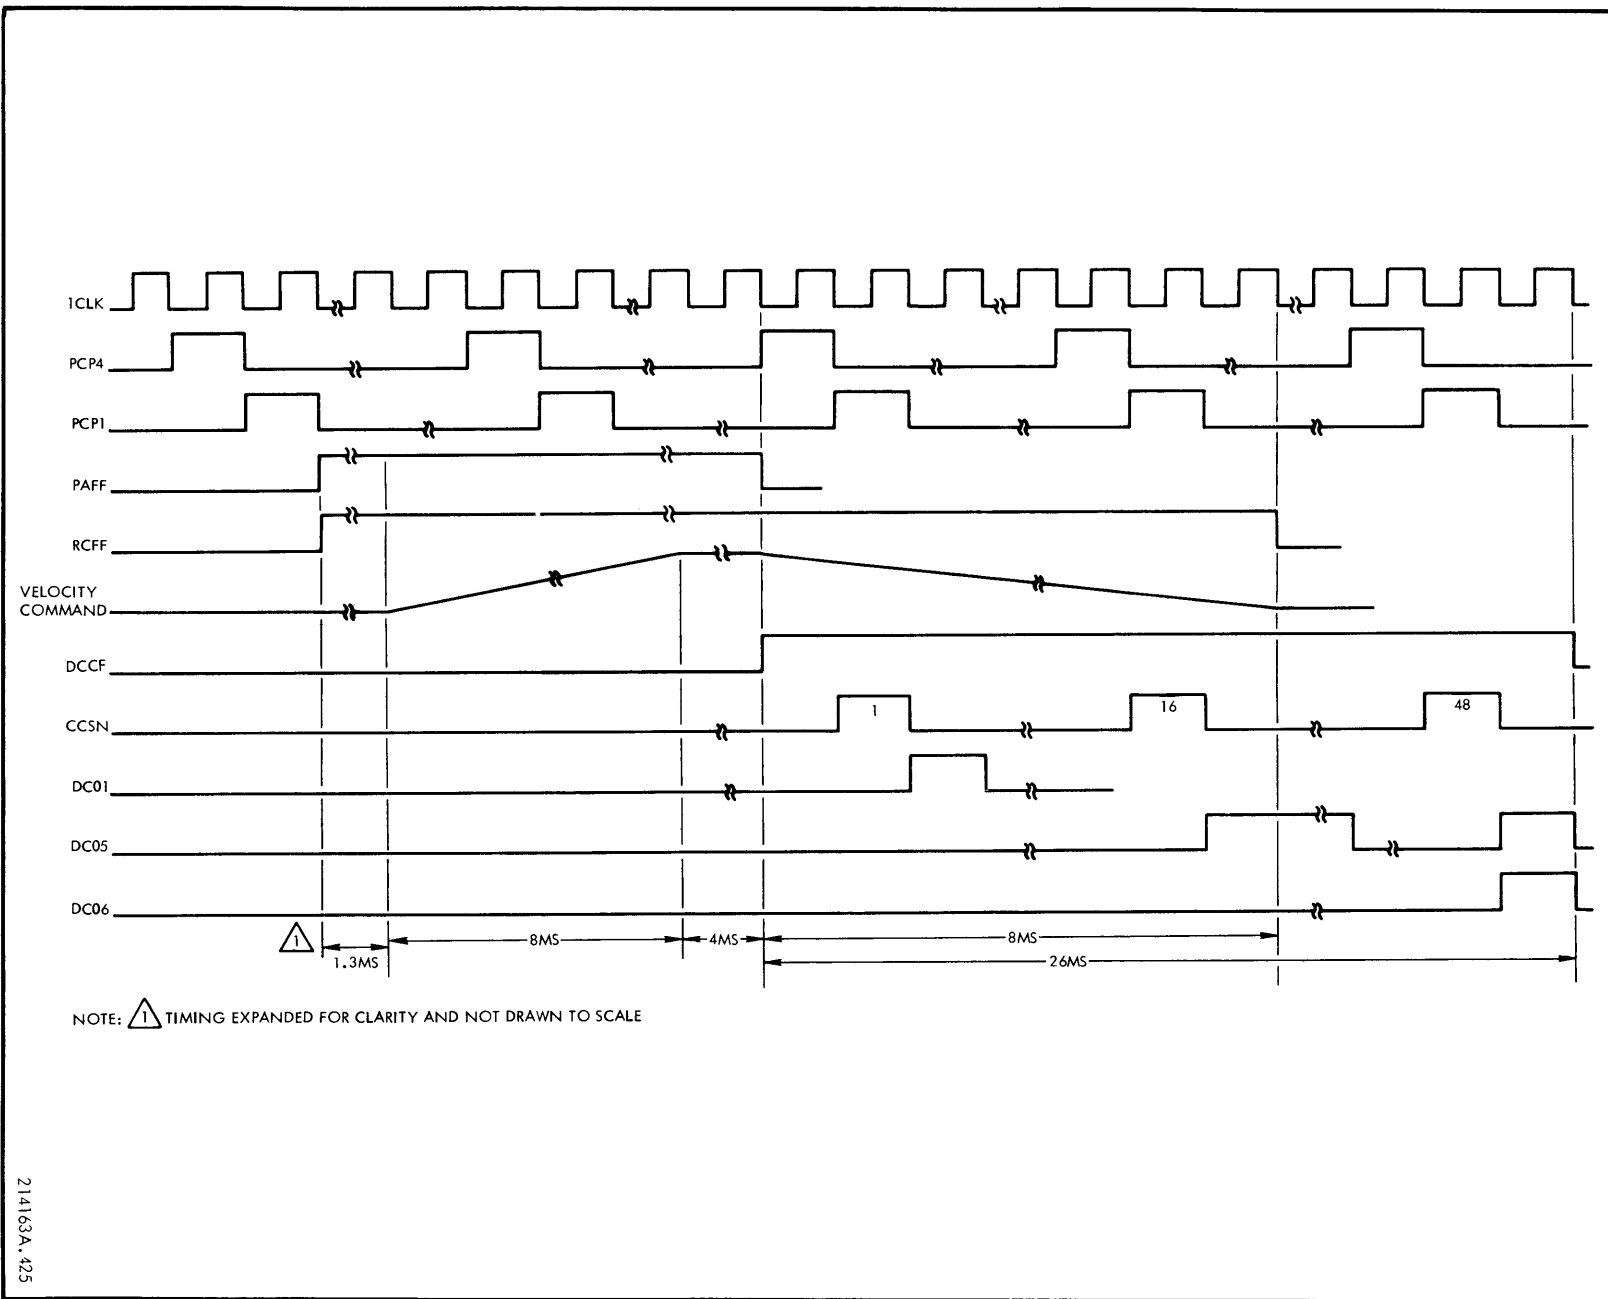 1CLK
PCP4
PCP1
PAFF
RCFF
VELOCITY
COMMAND
DCCF
CCSN
1
16
48
DC01
DC05
DC06
1
1.3MS
8MS
4MS
8MS
26MS
NOTE: 1 TIMING EXPANDED FOR CLARITY AND NOT DRAWN TO SCALE
214163A.425